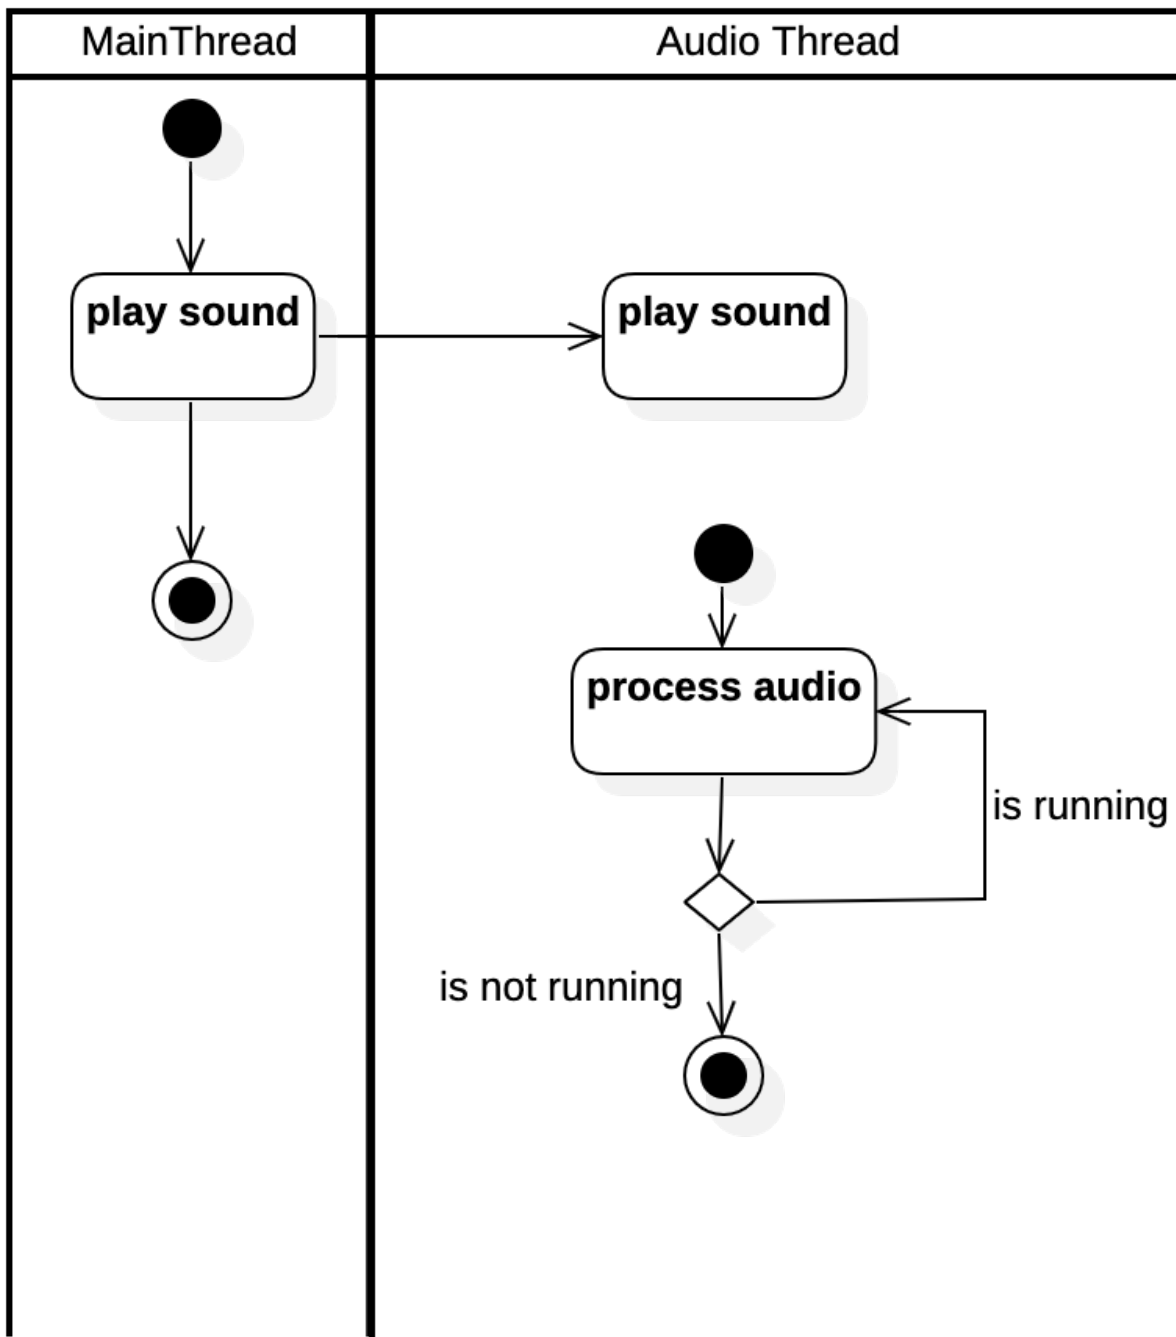 MainThread
Audio Thread
play sound
play sound
process audio
is running
is not running